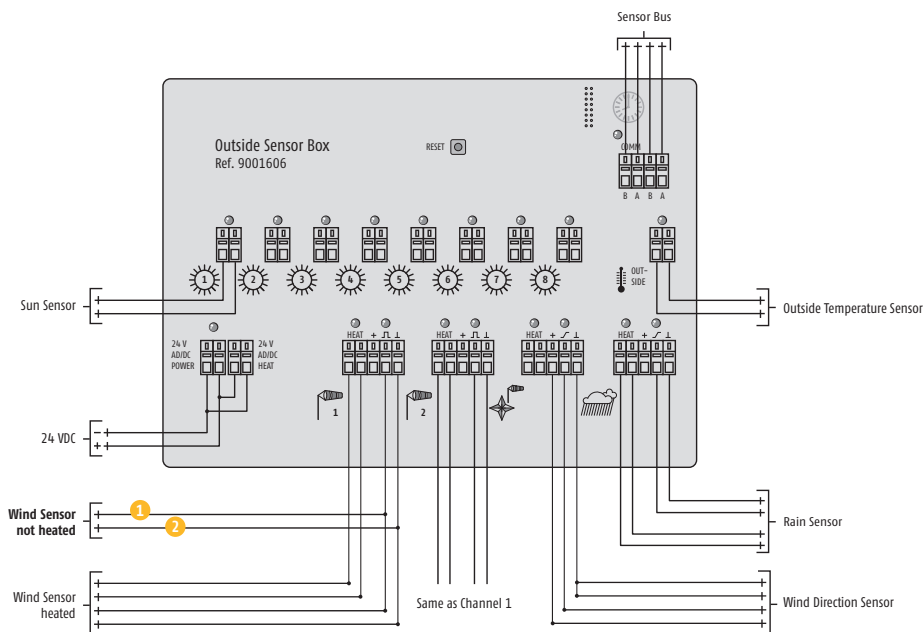 Sensor Bus
Outside Sensor Box
Ref. 9001606
RESET
COMM
B A B A
1 2 3 4 5 6 7 8
OUT-
SIDE
Sun Sensor
Outside Temperature Sensor
24 V
AD/DC
POWER
24 V
AD/DC
HEAT
HEAT +
HEAT +
HEAT +
HEAT +
1
2
24 VDC
-
+
Wind Sensor
not heated
1
2
Rain Sensor
Wind Sensor
heated
Same as Channel 1
Wind Direction Sensor